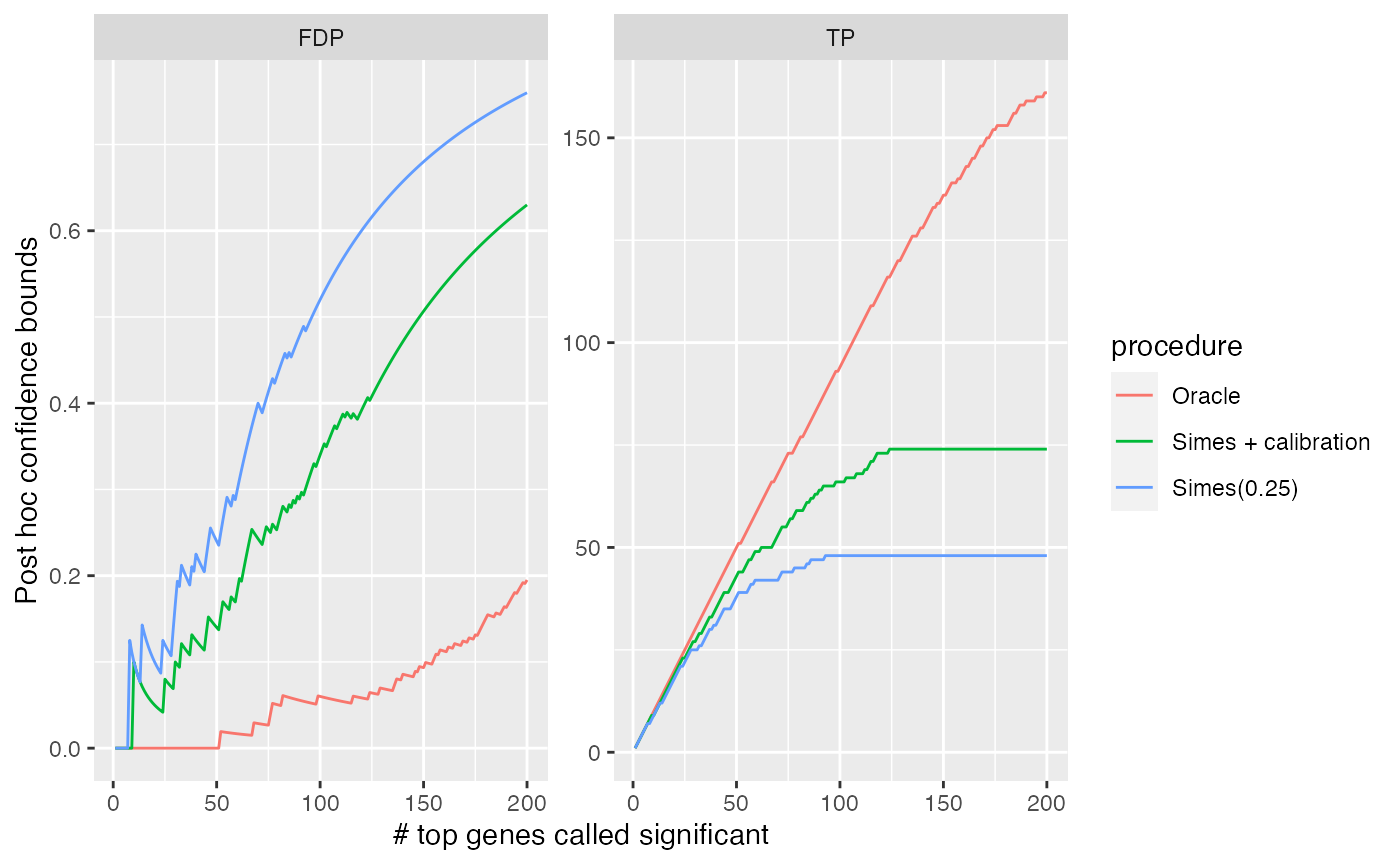 FDP
TP
Post hoc confidence bounds
0.6
0.4
0.2
0.0
150
100
50
0
0 50 100 150 200
0 50 100 150 200
# top genes called significant
procedure
Oracle
Simes + calibration
Simes(0.25)